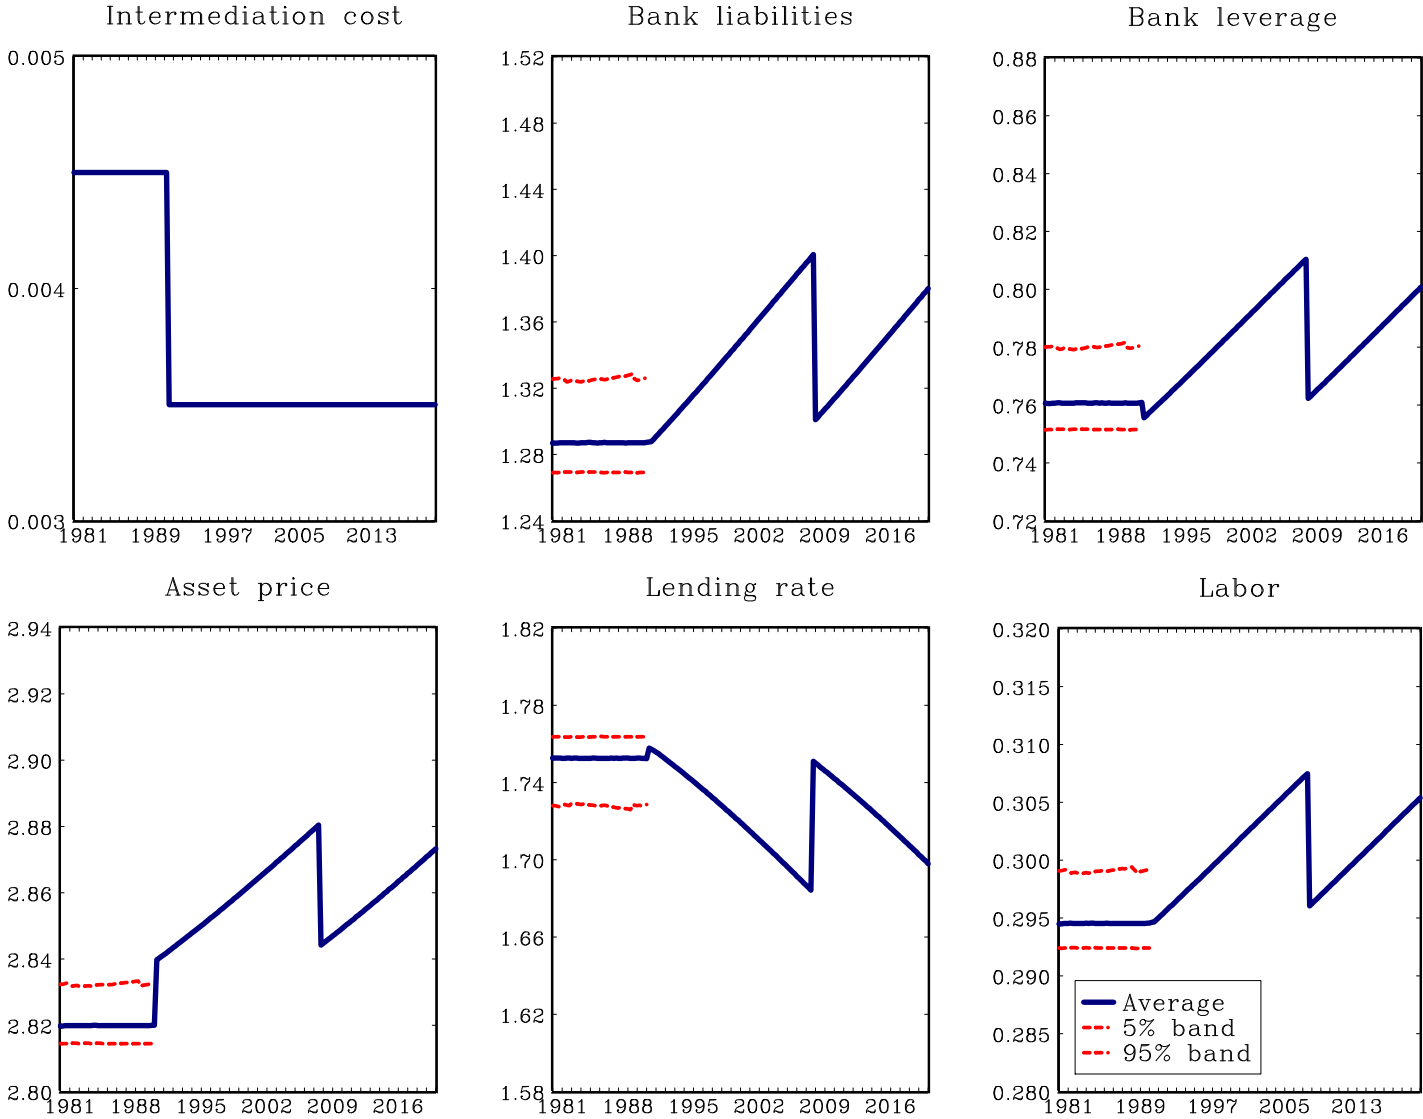 Intermediation cost
0.005
0.004
0.003
1981 1989 1997 2005 2013
Bank liabilities
1.52
1.48
1.44
1.40
1.36
1.32
1.28
1.24
1981 1988 1995 2002 2009 2016
Bank leverage
0.88
0.86
0.84
0.82
0.80
0.78
0.76
0.74
0.72
1981 1988 1995 2002 2009 2016
Asset price
2.94
2.92
2.90
2.88
2.86
2.84
2.82
2.80
1981 1988 1995 2002 2009 2016
Lending rate
1.82
1.78
1.74
1.70
1.66
1.62
1.58
1981 1988 1995 2002 2009 2016
Labor
0.320
0.315
0.310
0.305
0.300
0.295
0.290
0.285
0.280
1981 1989 1997 2005 2013
Average
5% band
95% band